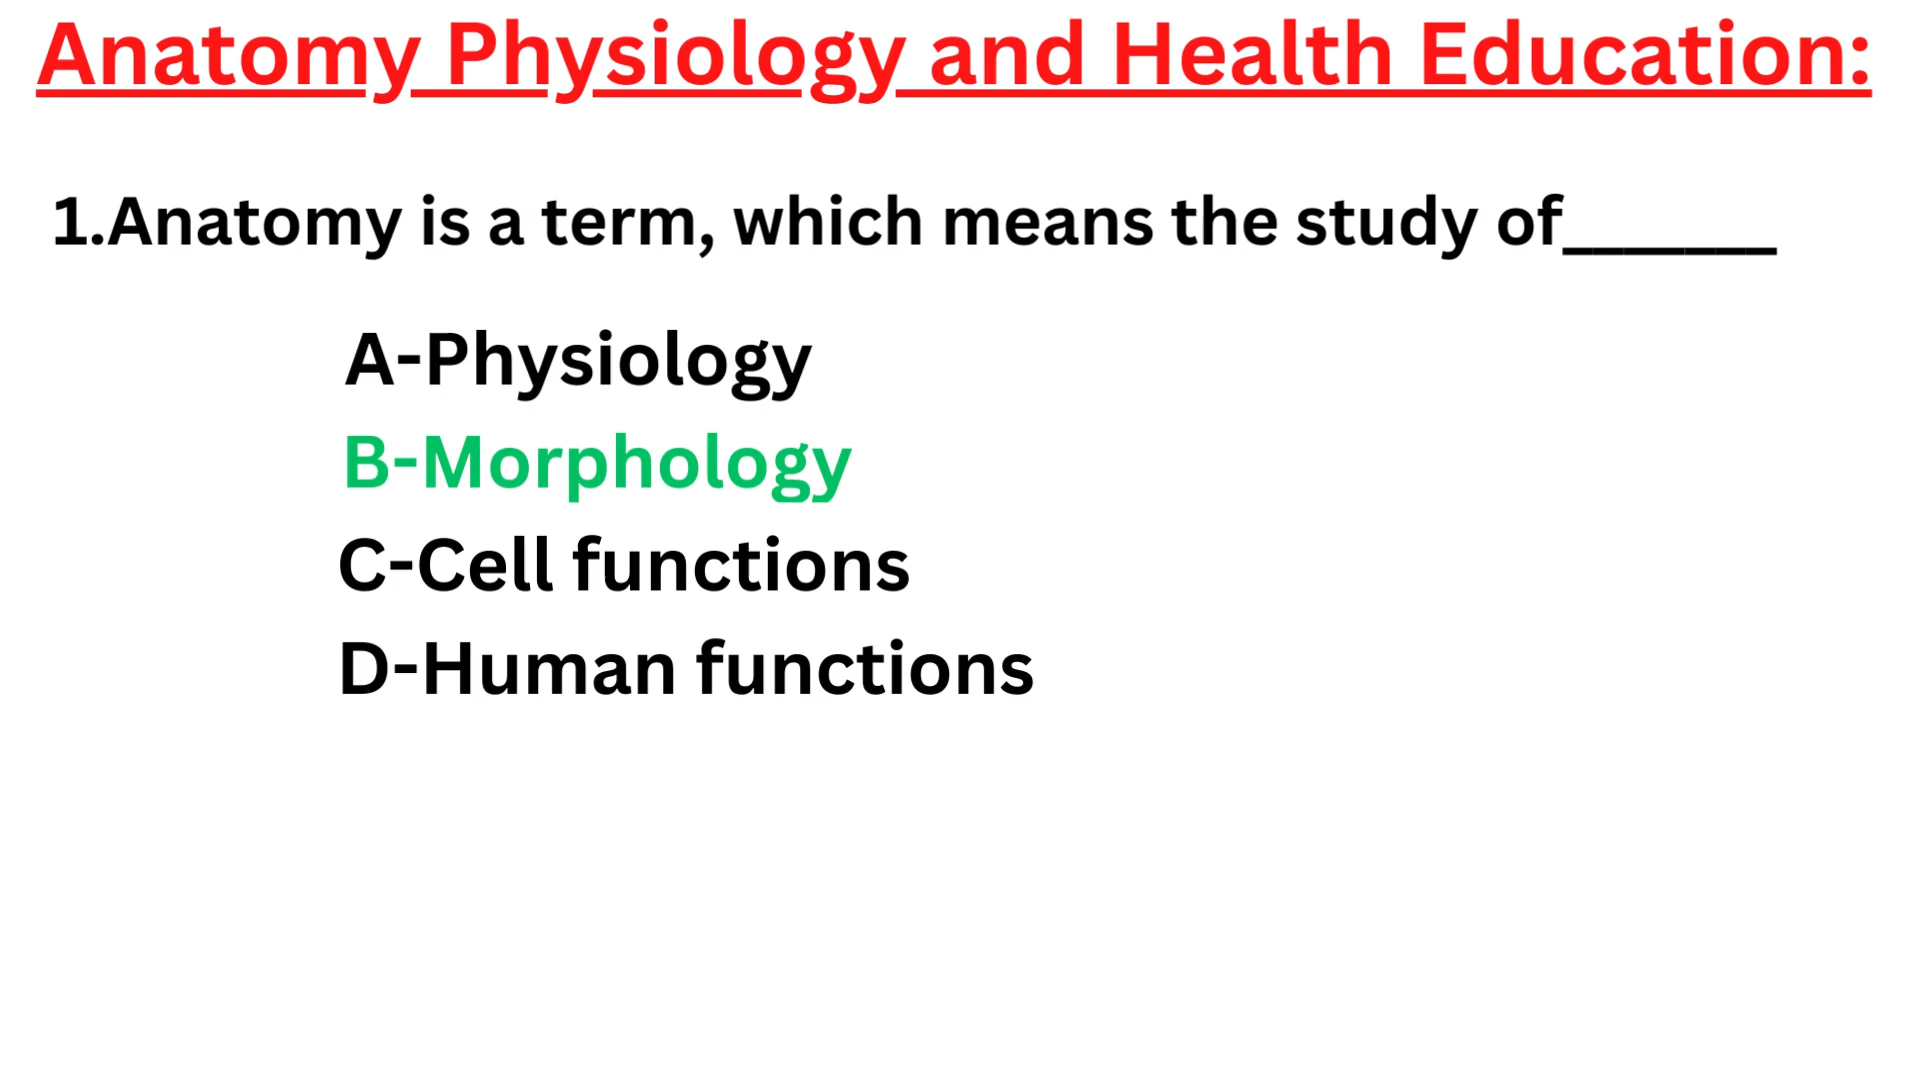 Anatomy Physiology and Health Education:
1.Anatomy is a term, which means the study of_______
A-Physiology
B-Morphology
C-Cell functions
D-Human functions